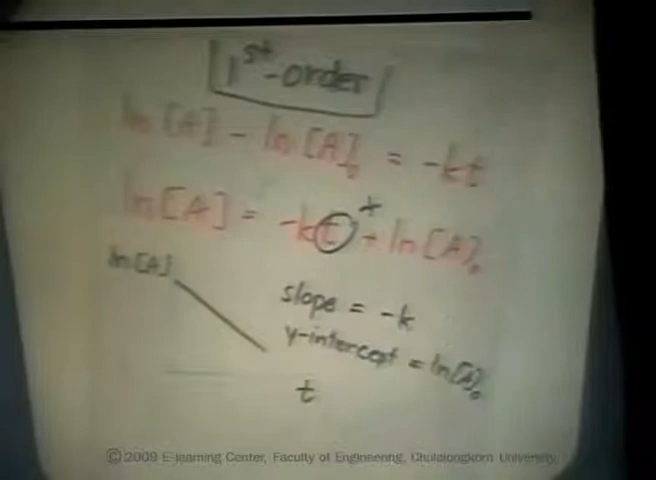 1st-order
ln[A] - ln[A]₀ = -kt
x
ln[A] = -kt + ln[A]₀
ln[A]
slope = -k
y-intercept = ln[A]₀
t
© 2009 E-learning Center, Faculty of Engineering, Chulalongkorn University.